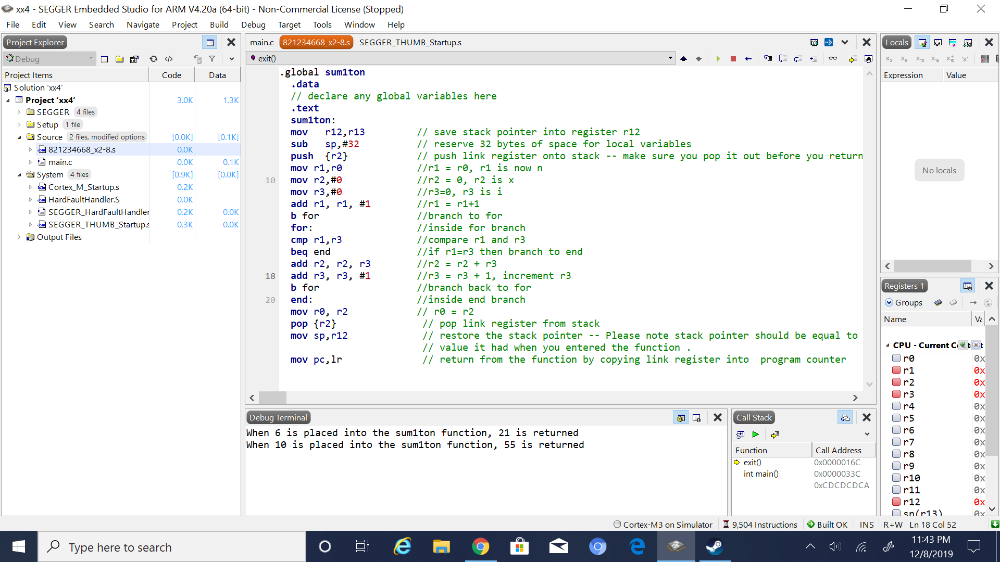 xx4 - SEGGER Embedded Studio for ARM V4.20a (64-bit) - Non-Commercial License (Stopped)
File Edit View Search Navigate Project Build Debug Target Tools Window Help
Project Explorer
Debug
Project Items Code Data
Solution 'xx4'
Project 'xx4' 3.0K 1.3K
SEGGER 4 files
Setup 1 file
Source 2 files, modified options [0.0K] [0.1K]
821234668_x2-8.s 0.0K
main.c 0.0K 0.1K
System 4 files [0.9K] [0.0K]
Cortex_M_Startup.s 0.2K
HardFaultHandler.S 0.0K
SEGGER_HardFaultHandler 0.2K 0.0K
SEGGER_THUMB_Startup.s 0.3K 0.0K
Output Files
main.c 821234668_x2-8.s SEGGER_THUMB_Startup.s
exit()
.global sum1ton
.data
// declare any global variables here
.text
sum1ton:
mov r12,r13 // save stack pointer into register r12
sub sp,#32 // reserve 32 bytes of space for local variables
push {r2} // push link register onto stack -- make sure you pop it out before you return
mov r1,r0 //r1 = r0, r1 is now n
10 mov r2,#0 //r2 = 0, r2 is x
mov r3,#0 //r3=0, r3 is i
add r1, r1, #1 //r1 = r1+1
b for //branch to for
for: //inside for branch
cmp r1,r3 //compare r1 and r3
beq end //if r1=r3 then branch to end
add r2, r2, r3 //r2 = r2 + r3
18 add r3, r3, #1 //r3 = r3 + 1, increment r3
b for //branch back to for
20 end: //inside end branch
mov r0, r2 // r0 = r2
pop {r2} // pop link register from stack
mov sp,r12 // restore the stack pointer -- Please note stack pointer should be equal to
// value it had when you entered the function .
mov pc,lr // return from the function by copying link register into program counter
Debug Terminal
When 6 is placed into the sum1ton function, 21 is returned
When 10 is placed into the sum1ton function, 55 is returned
Call Stack
Function Call Address
exit() 0x0000016C
int main() 0x0000033C
0xCDCDCDCA
Locals
x2 x8 x10 x16 x±10 'x'
Expression Value
No locals
Registers 1
Groups
Name Va
CPU - Current Co t
r0 0x
r1 0x
r2 0x
r3 0x
r4 0x
r5 0x
r6 0x
r7 0x
r8 0x
r9 0x
r10 0x
r11 0x
r12 0x
sp(r13) 0x
Cortex-M3 on Simulator 9,504 Instructions Built OK INS R+W Ln 18 Col 52
Type here to search
11:43 PM
12/8/2019